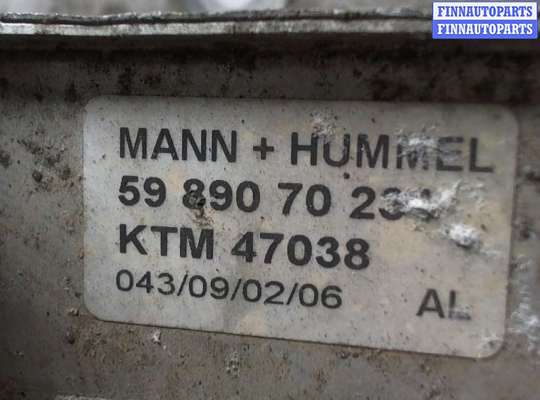 FINNAUTOPARTS
FINNAUTOPARTS
MANN + HUMMEL
59 890 70
KTM 47038
043/09/02/06 AL